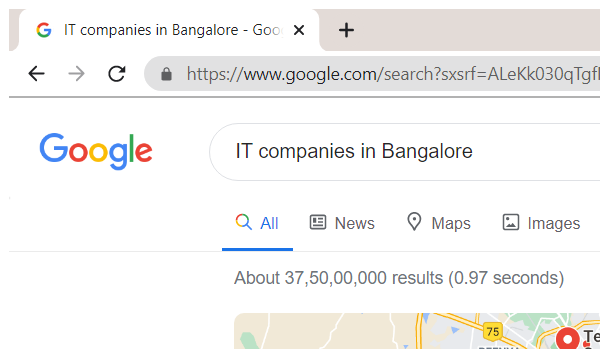 IT companies in Bangalore - Goo
https://www.google.com/search?sxsrf=ALeKk030qTgf
Google
IT companies in Bangalore
All News Maps Images
About 37,50,00,000 results (0.97 seconds)
75
Te